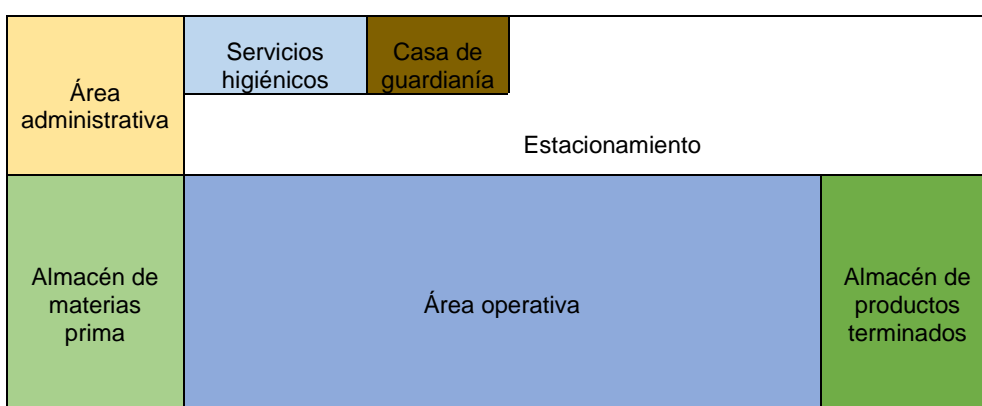 Servicios
higiénicos
Casa de
guardianía
Área
administrativa
Estacionamiento
Almacén de
materias
prima
Área operativa
Almacén de
productos
terminados